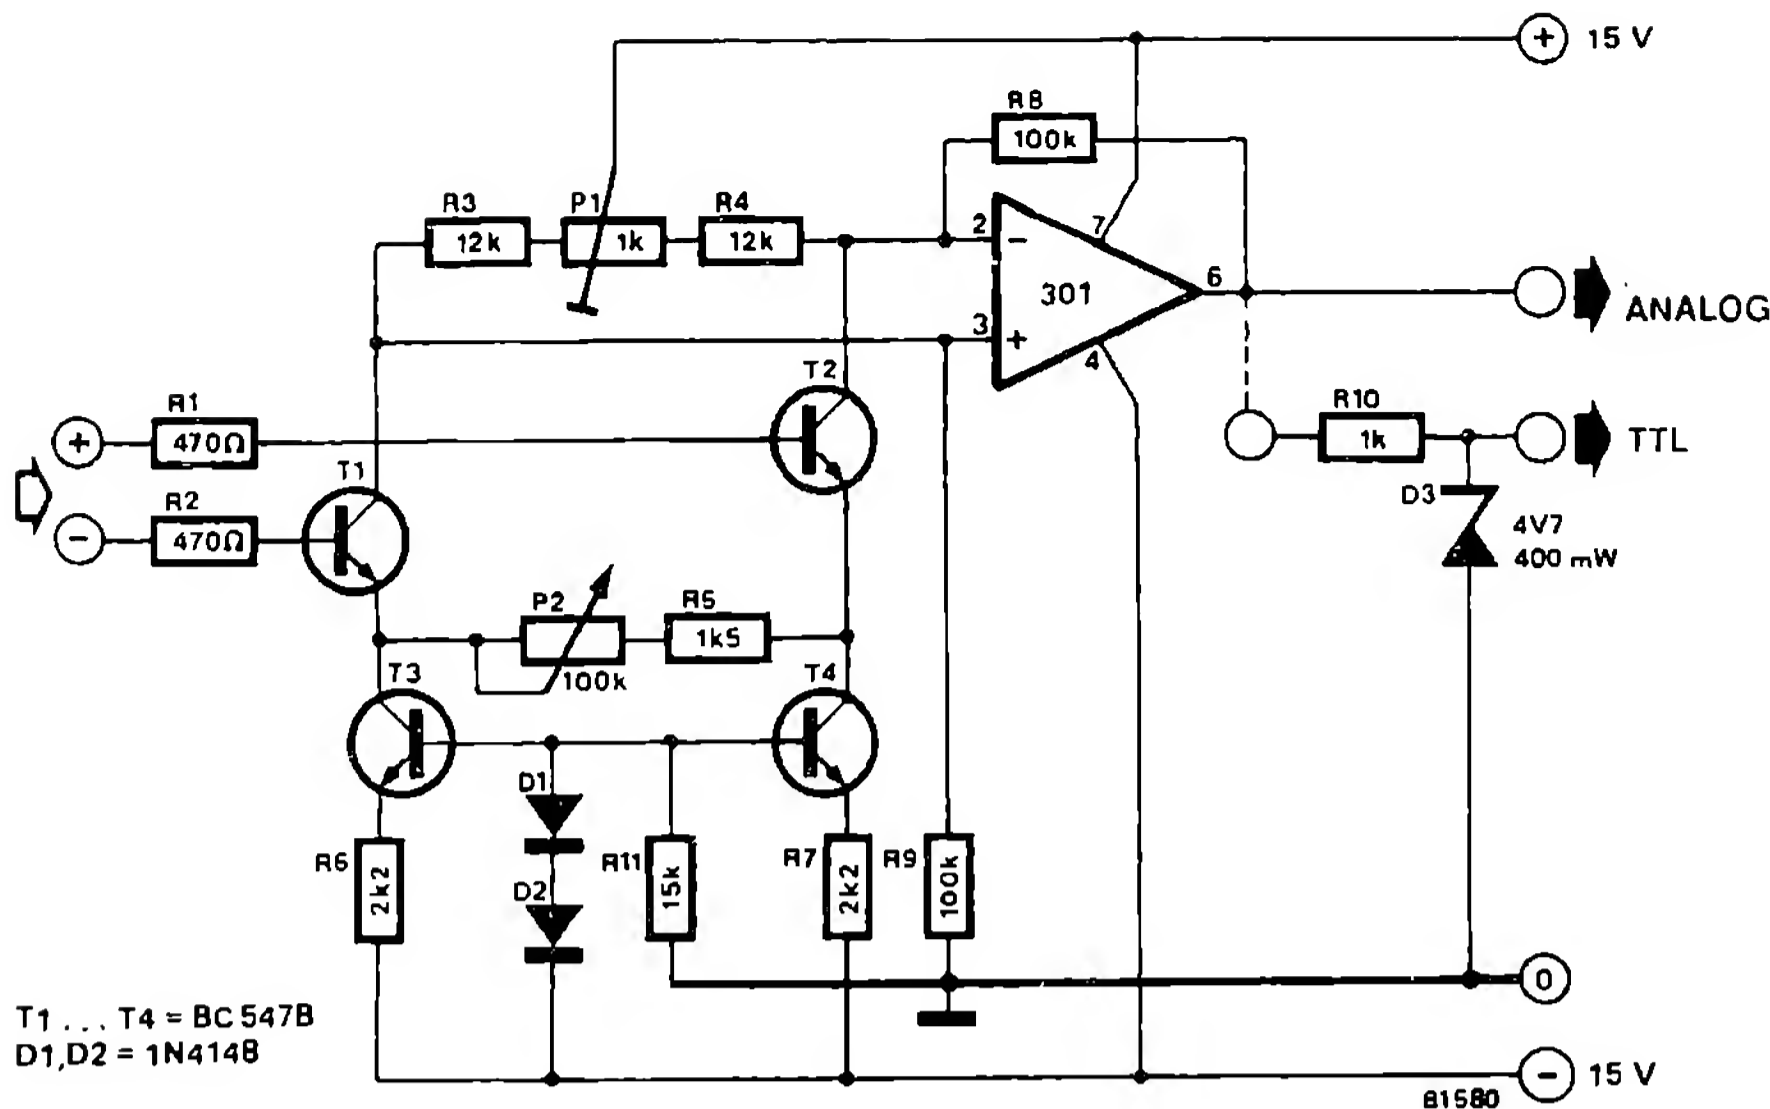 + 15 V
R8
100k
R3
12k
P1
1k
R4
12k
2
−
7
301
6
3
+
4
ANALOG
T2
R1
470Ω
+
R10
1k
TTL
T1
R2
470Ω
−
D3
4V7
400 mW
P2
100k
R5
1k5
T3
T4
D1
R6
2k2
R11
15k
R7
2k2
R9
100k
D2
0
T1 ... T4 = BC547B
D1,D2 = 1N4148
− 15 V
81580